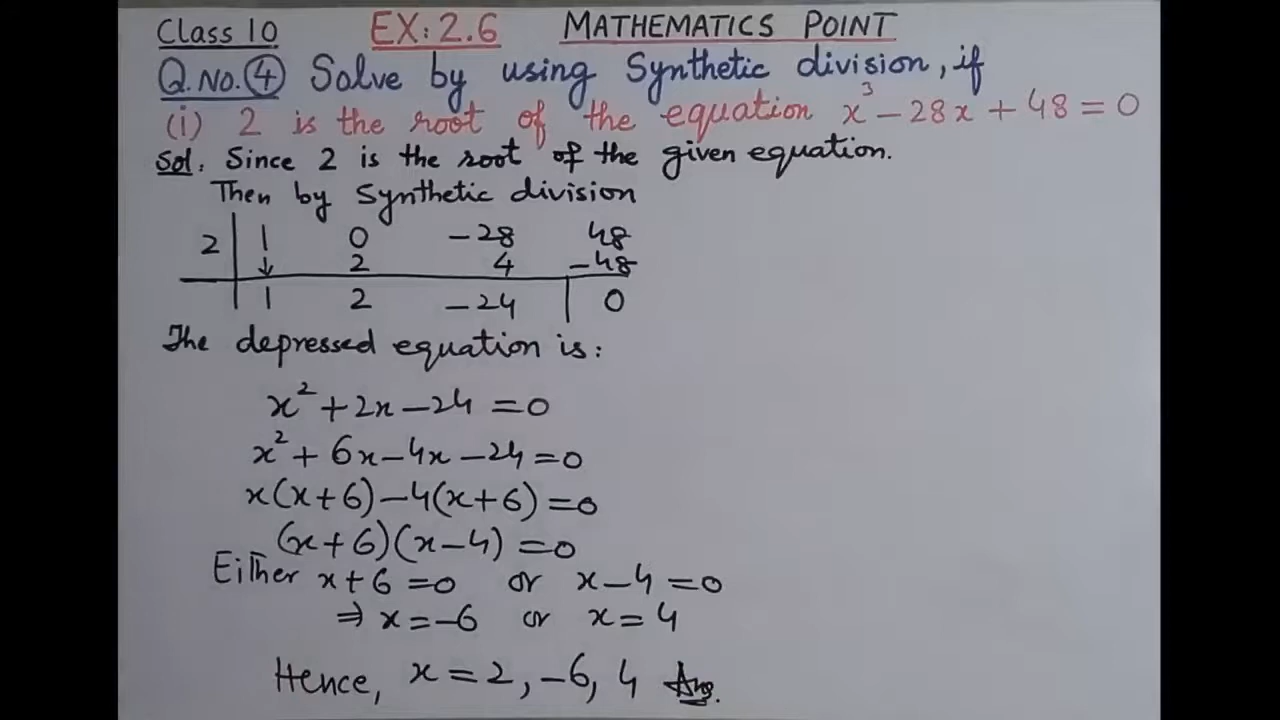 Class 10 EX: 2.6 MATHEMATICS POINT
Q.No.④ Solve by using Synthetic division, if
(i) 2 is the root of the equation x³ − 28x + 48 = 0
Sol: Since 2 is the root of the given equation.
Then by Synthetic division
2 | 1 0 −28 48
↓ 2 4 −48
1 2 −24 | 0
The depressed equation is:
x² + 2x − 24 = 0
x² + 6x − 4x − 24 = 0
x(x + 6) − 4(x + 6) = 0
(x + 6)(x − 4) = 0
Either x + 6 = 0 or x − 4 = 0
⇒ x = −6 or x = 4
Hence, x = 2, −6, 4 Ans.